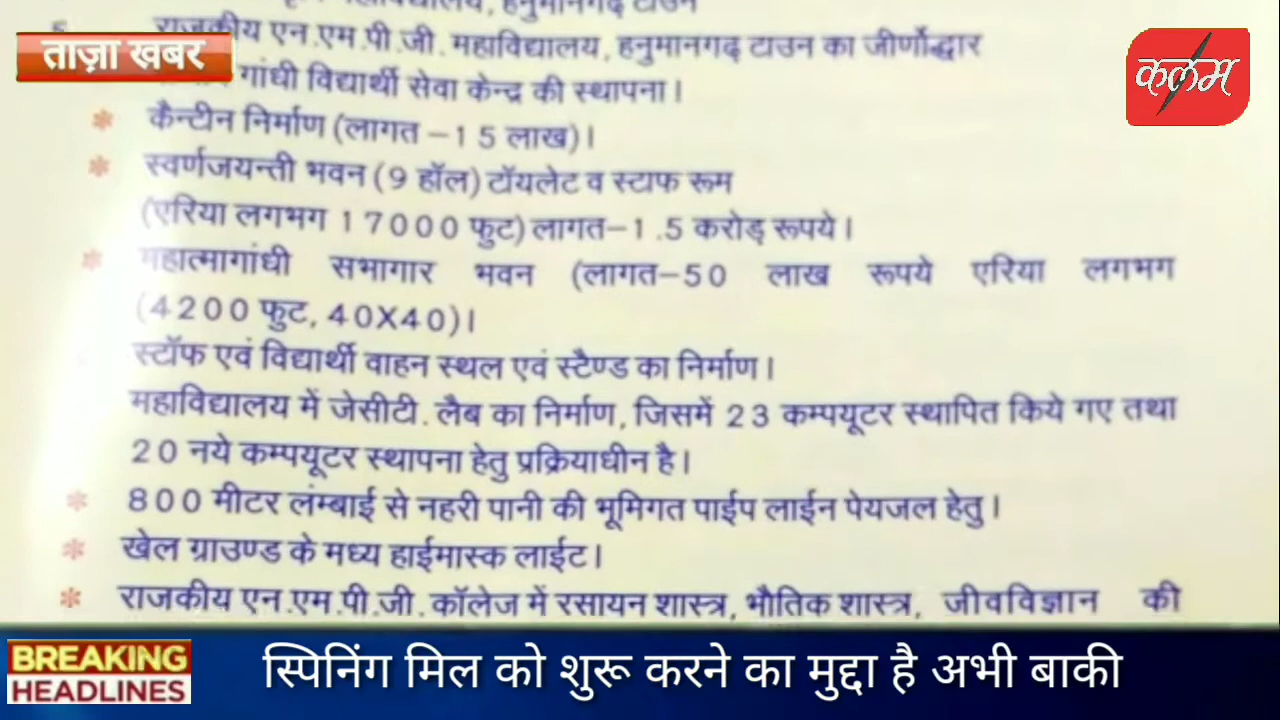 हनुमानगढ़ टाउन
राजकीय एन.एम.पी.जी. महाविद्यालय, हनुमानगढ़ टाउन का जीर्णोद्धार
ताज़ा खबर
कलम
गांधी विद्यार्थी सेवा केन्द्र की स्थापना।
* कैन्टीन निर्माण (लागत –15 लाख)।
* स्वर्णजयन्ती भवन (9 हॉल) टॉयलेट व स्टाफ रूम
(एरिया लगभग 17000 फुट) लागत–1.5 करोड़ रूपये।
* महात्मागांधी सभागार भवन (लागत–50 लाख रूपये एरिया लगभग
(4200 फुट, 40X40)।
स्टॉफ एवं विद्यार्थी वाहन स्थल एवं स्टैण्ड का निर्माण।
महाविद्यालय में जेसीटी. लैब का निर्माण, जिसमें 23 कम्पयूटर स्थापित किये गए तथा
20 नये कम्पयूटर स्थापना हेतु प्रक्रियाधीन है।
* 800 मीटर लंम्बाई से नहरी पानी की भूमिगत पाईप लाईन पेयजल हेतु।
* खेल ग्राउण्ड के मध्य हाईमास्क लाईट।
* राजकीय एन.एम.पी.जी. कॉलेज में रसायन शास्त्र, भौतिक शास्त्र, जीवविज्ञान की
BREAKING
HEADLINES
स्पिनिंग मिल को शुरू करने का मुद्दा है अभी बाकी